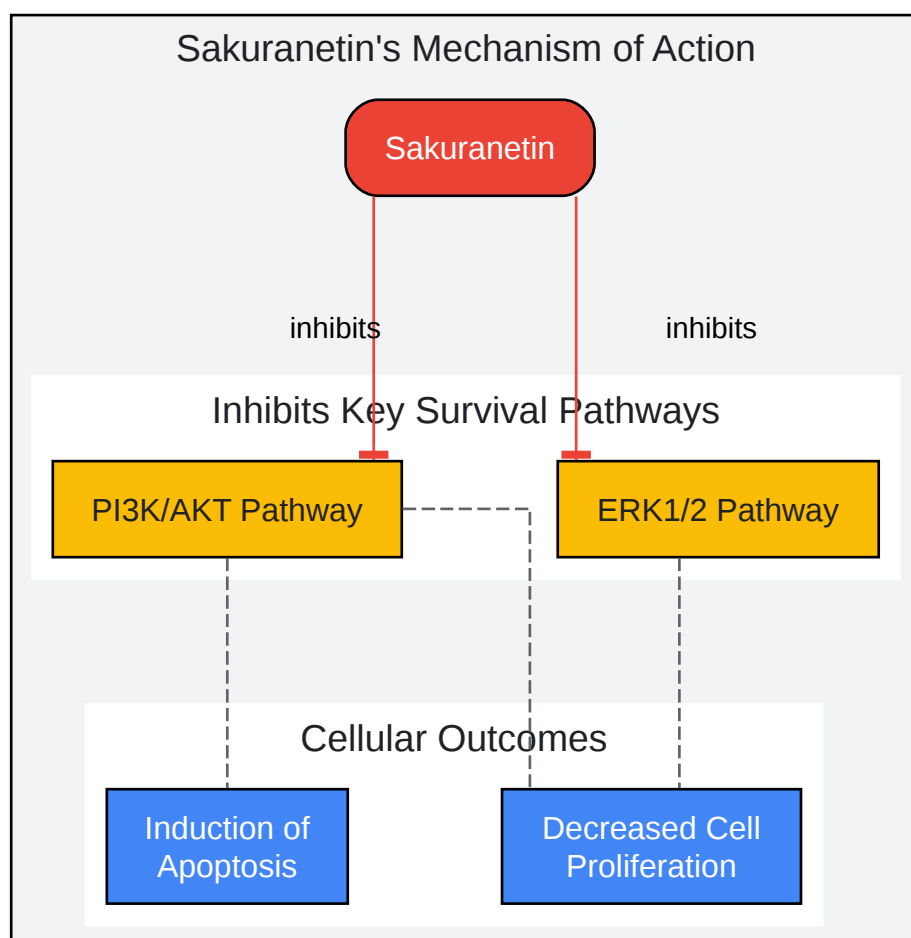 Sakuranetin's Mechanism of Action
Sakuranetin
inhibits
inhibits
Inhibits Key Survival Pathways
PI3K/AKT Pathway
ERK1/2 Pathway
Cellular Outcomes
Induction of
Apoptosis
Decreased Cell
Proliferation